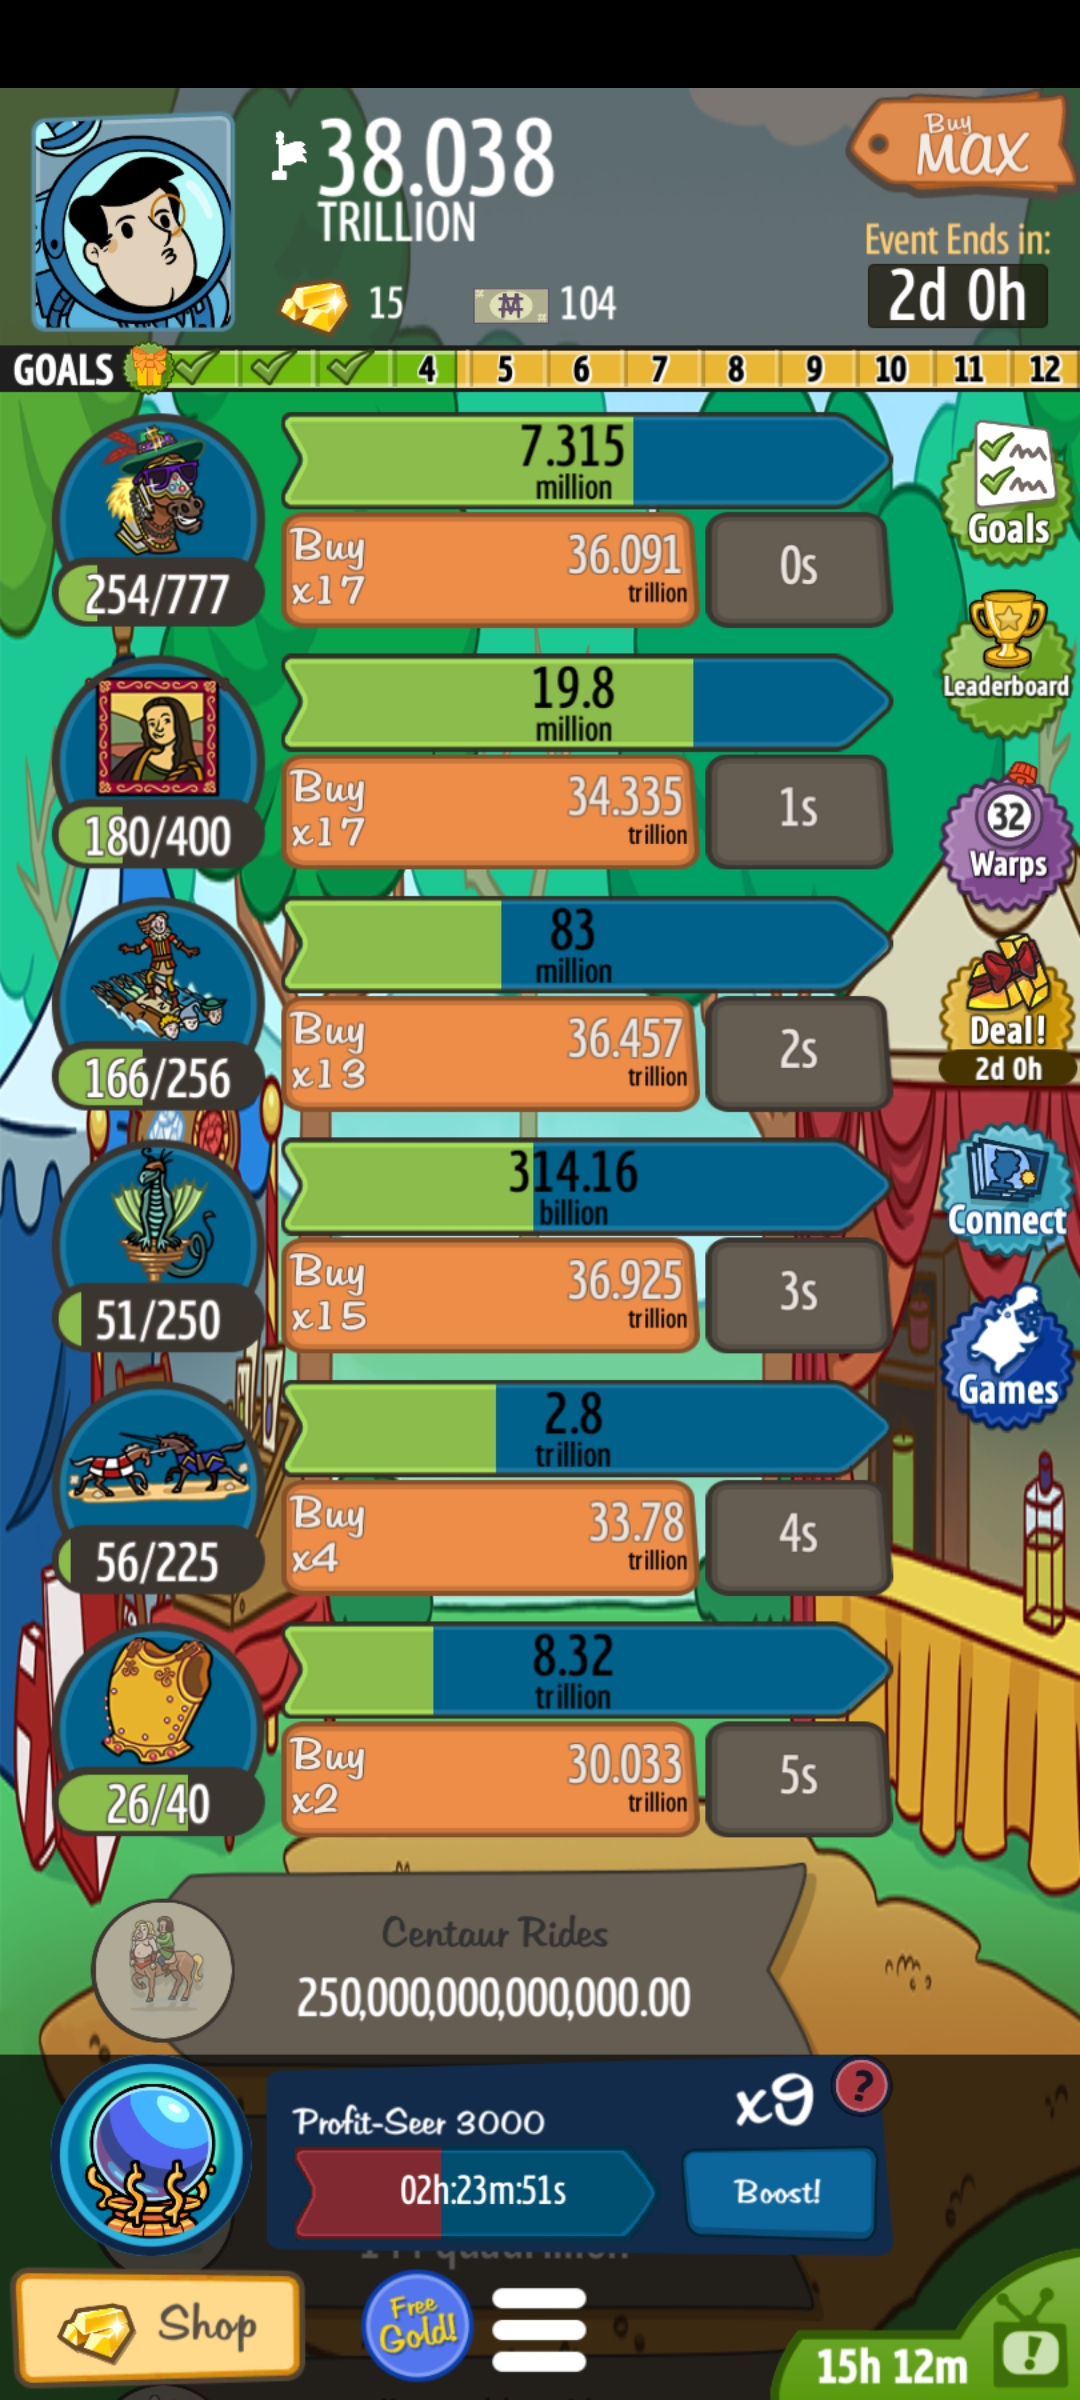 38.038
TRILLION
Buy
MAX
Event Ends in:
2d 0h
15
104
GOALS 4 5 6 7 8 9 10 11 12
7.315
million
Buy
x17
36.091
trillion
0s
254/777
Goals
19.8
million
Leaderboard
Buy
x17
34.335
trillion
1s
180/400
32
Warps
83
million
Buy
x13
36.457
trillion
2s
166/256
Deal!
2d 0h
314.16
billion
Connect
Buy
x15
36.925
trillion
3s
51/250
Games
2.8
trillion
Buy
x4
33.78
trillion
4s
56/225
8.32
trillion
Buy
x2
30.033
trillion
5s
26/40
Centaur Rides
250,000,000,000,000.00
Profit-Seer 3000
x9
?
02h:23m:51s
Boost!
Shop
Free
Gold!
15h 12m